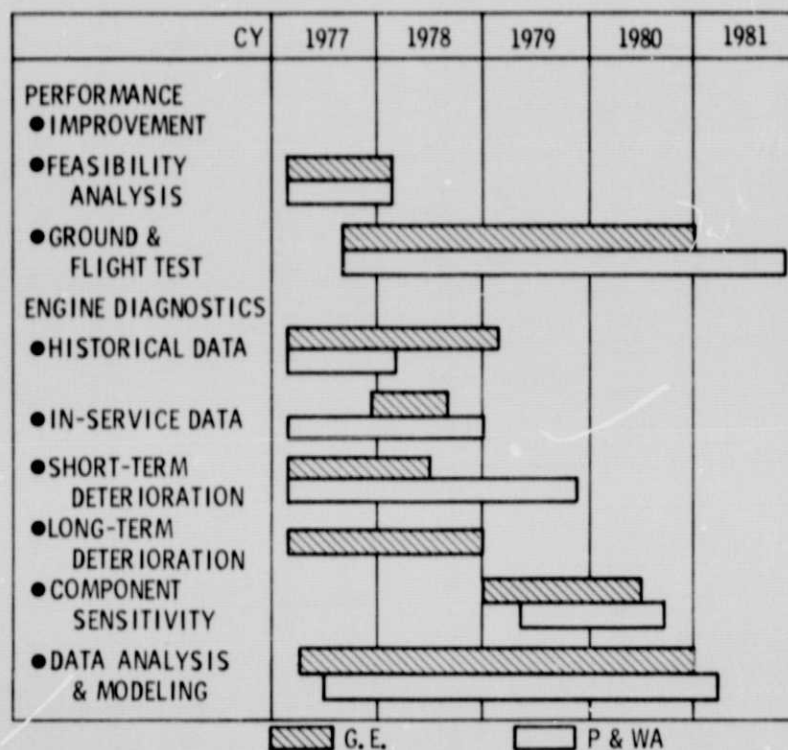 CY 1977 1978 1979 1980 1981
PERFORMANCE
● IMPROVEMENT
● FEASIBILITY
ANALYSIS
● GROUND &
FLIGHT TEST
ENGINE DIAGNOSTICS
● HISTORICAL DATA
● IN-SERVICE DATA
● SHORT-TERM
DETERIORATION
● LONG-TERM
DETERIORATION
● COMPONENT
SENSITIVITY
● DATA ANALYSIS
& MODELING
G. E. P & WA